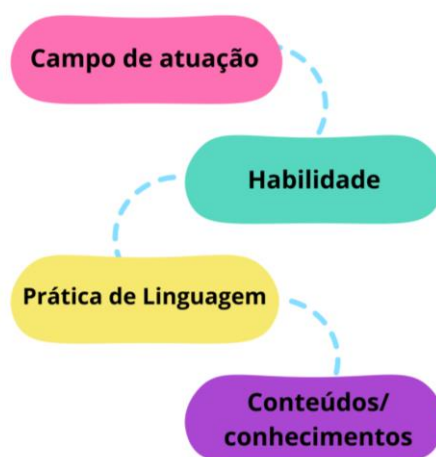 Campo de atuação
Habilidade
Prática de Linguagem
Conteúdos/
conhecimentos